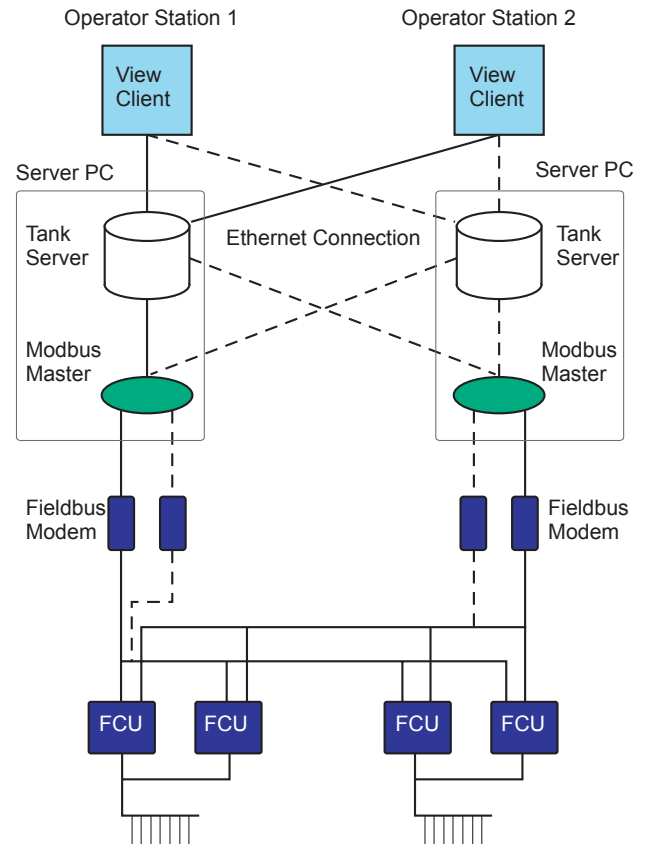 Operator Station 1
Operator Station 2
View
Client
View
Client
Server PC
Server PC
Tank
Server
Ethernet Connection
Tank
Server
Modbus
Master
Modbus
Master
Fieldbus
Modem
Fieldbus
Modem
FCU
FCU
FCU
FCU